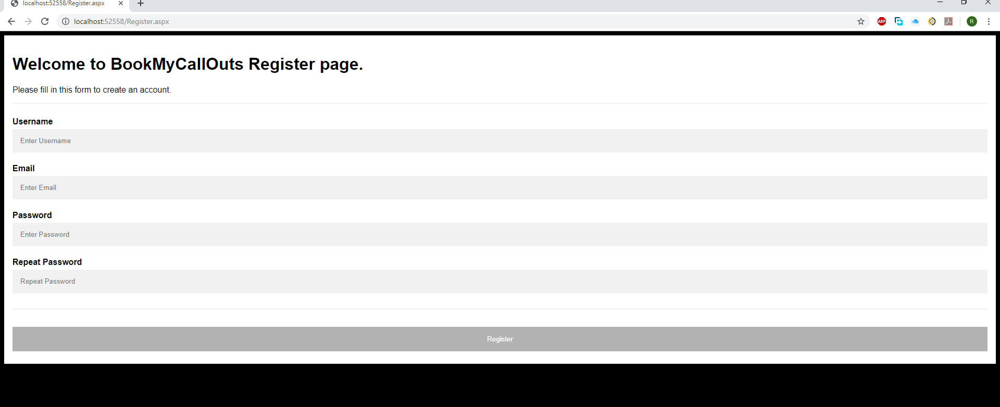 localhost:52558/Register.aspx
localhost:52558/Register.aspx
ABP
R
Welcome to BookMyCallOuts Register page.
Please fill in this form to create an account.
Username
Enter Username
Email
Enter Email
Password
Enter Password
Repeat Password
Repeat Password
Register